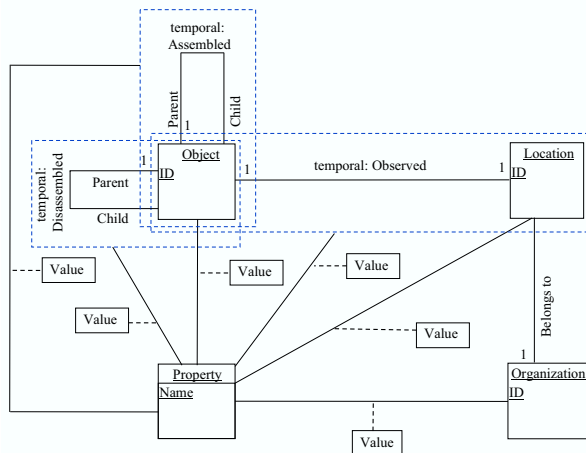 temporal:
Assembled
Parent
Child
1
Object
ID
temporal:
Disassembled
1
Parent
Child
1
temporal: Observed
1
Location
ID
Value
Value
Value
Value
Value
Belongs to
1
Property
Name
Organization
ID
Value